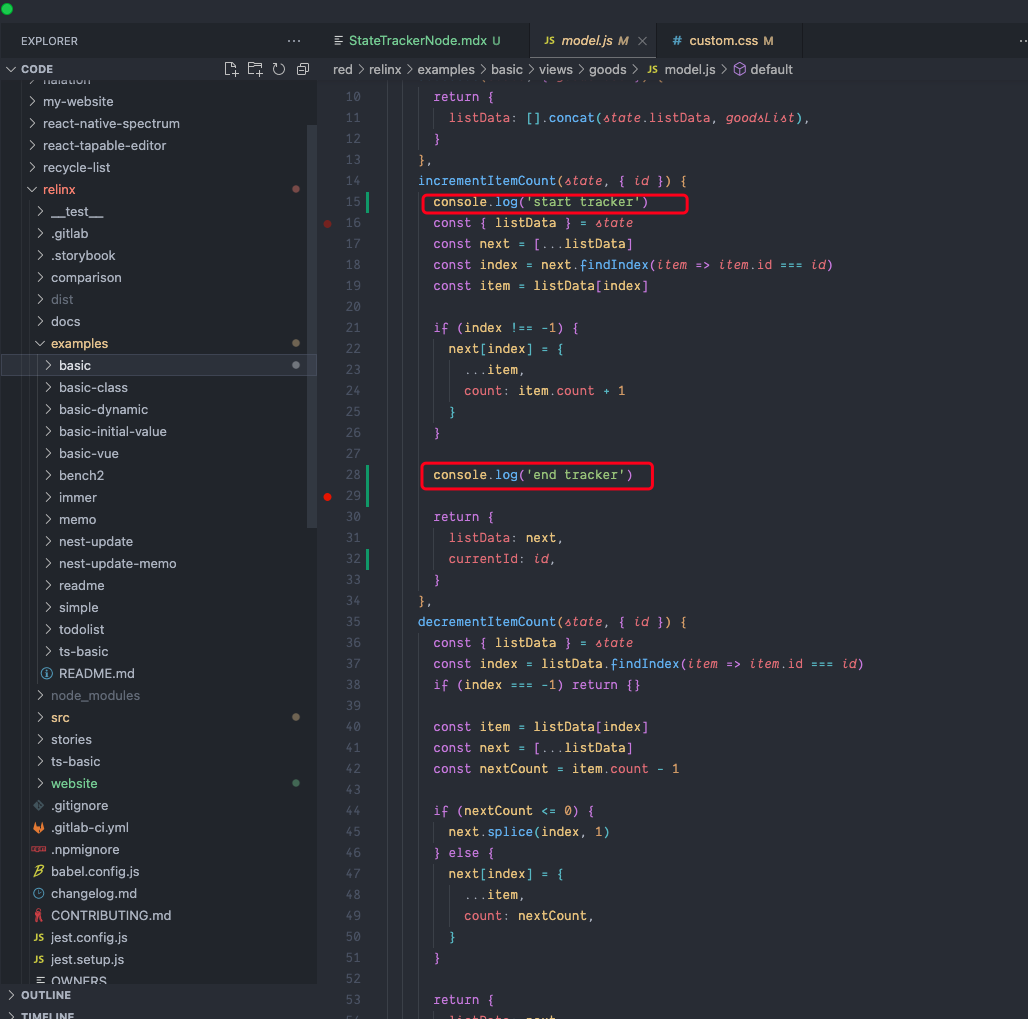 EXPLORER
CODE
my-website
react-native-spectrum
react-tapable-editor
recycle-list
relinx
__test__
.gitlab
.storybook
comparison
dist
docs
examples
basic
basic-class
basic-dynamic
basic-initial-value
basic-vue
bench2
immer
memo
nest-update
nest-update-memo
readme
simple
todolist
ts-basic
README.md
node_modules
src
stories
ts-basic
website
.gitignore
.gitlab-ci.yml
.npmignore
babel.config.js
changelog.md
CONTRIBUTING.md
jest.config.js
jest.setup.js
OWNERS
OUTLINE
TIMELINE
StateTrackerNode.mdx U
JS model.js M
# custom.css M
red > relinx > examples > basic > views > goods > JS model.js > default
10 return {
11 listData: [].concat(state.listData, goodsList),
12 }
13 },
14 incrementItemCount(state, { id }) {
15 console.log('start tracker')
16 const { listData } = state
17 const next = [...listData]
18 const index = next.findIndex(item => item.id === id)
19 const item = listData[index]
20
21 if (index !== -1) {
22 next[index] = {
23 ...item,
24 count: item.count + 1
25 }
26 }
27
28 console.log('end tracker')
29
30 return {
31 listData: next,
32 currentId: id,
33 }
34 },
35 decrementItemCount(state, { id }) {
36 const { listData } = state
37 const index = listData.findIndex(item => item.id === id)
38 if (index === -1) return {}
39
40 const item = listData[index]
41 const next = [...listData]
42 const nextCount = item.count - 1
43
44 if (nextCount <= 0) {
45 next.splice(index, 1)
46 } else {
47 next[index] = {
48 ...item,
49 count: nextCount,
50 }
51 }
52
53 return {